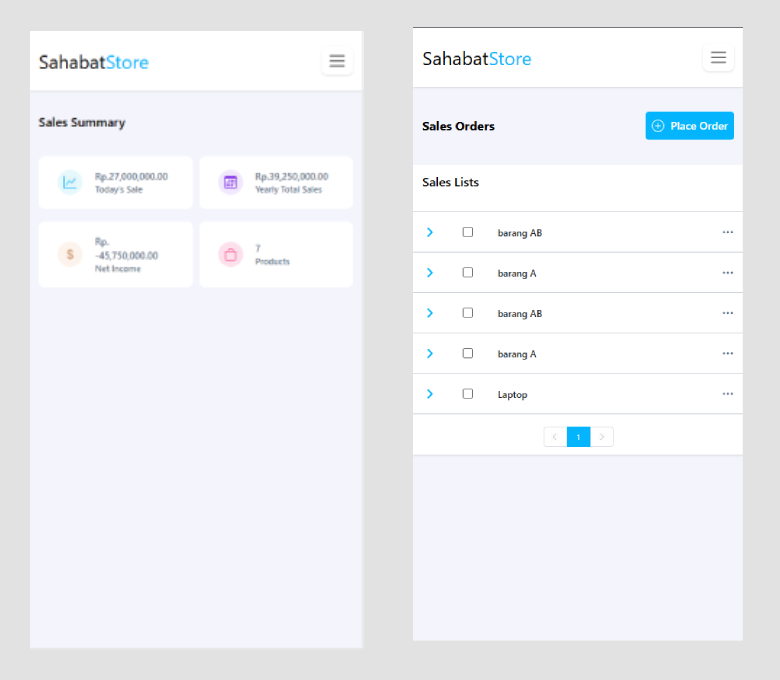 SahabatStore
Sales Summary
Rp.27,000,000.00
Today's Sale
Rp.39,250,000.00
Yearly Total Sales
Rp.
-45,750,000.00
Net Income
7
Products
SahabatStore
Sales Orders
Place Order
Sales Lists
barang AB
barang A
barang AB
barang A
Laptop
1